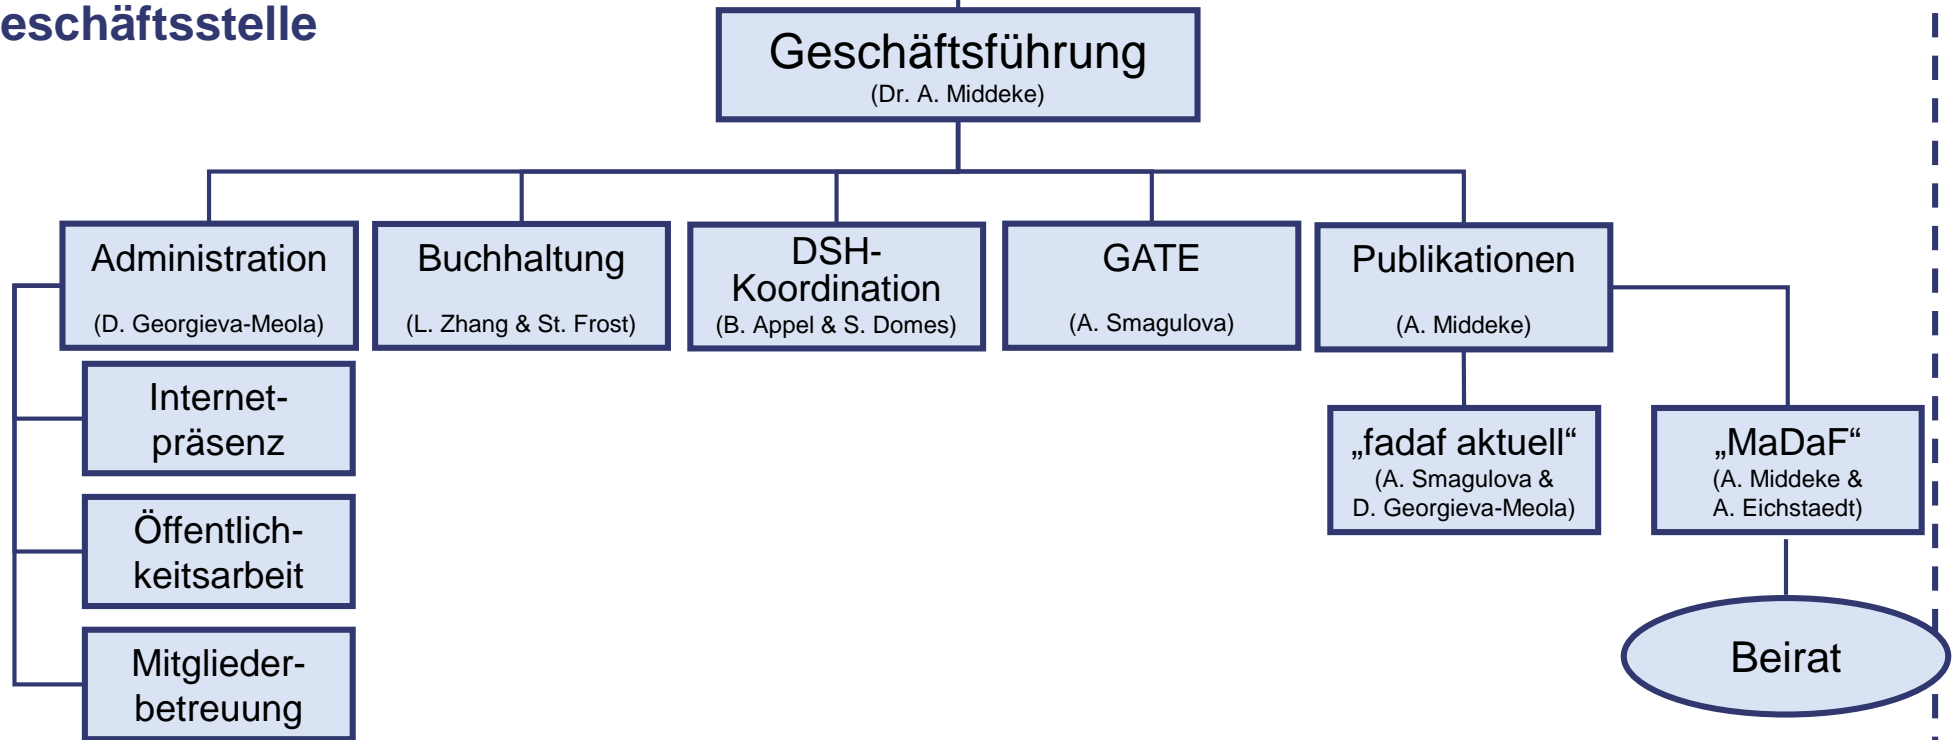 eschäftsstelle
Geschäftsführung
(Dr. A. Middeke)
Administration
(D. Georgieva-Meola)
Buchhaltung
(L. Zhang & St. Frost)
DSH-
Koordination
(B. Appel & S. Domes)
GATE
(A. Smagulova)
Publikationen
(A. Middeke)
Internet-
präsenz
Öffentlich-
keitsarbeit
Mitglieder-
betreuung
„fadaf aktuell“
(A. Smagulova &
D. Georgieva-Meola)
„MaDaF“
(A. Middeke &
A. Eichstaedt)
Beirat